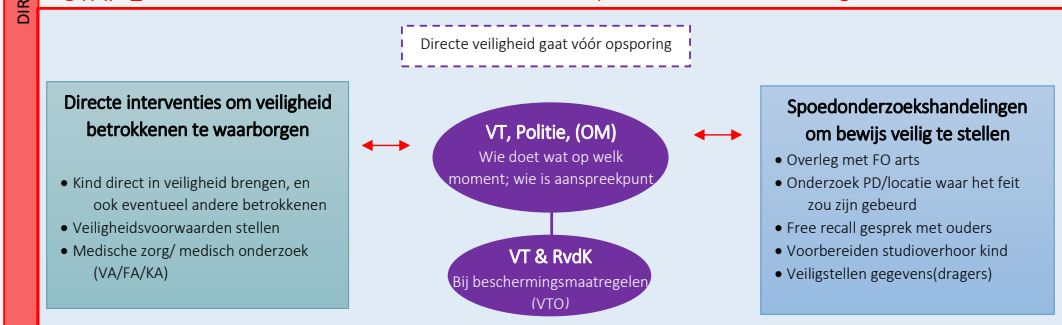 DIR
Directe veiligheid gaat vóór opsporing
Directe interventies om veiligheid
betrokkenen te waarborgen
• Kind direct in veiligheid brengen, en
ook eventueel andere betrokkenen
• Veiligheidsvoorwaarden stellen
• Medische zorg/ medisch onderzoek
(VA/FA/KA)
VT, Politie, (OM)
Wie doet wat op welk
moment; wie is aanspreekpunt
VT & RvdK
Bij beschermingsmaatregelen
(VTO)
Spoedonderzoekshandelingen
om bewijs veilig te stellen
• Overleg met FO arts
• Onderzoek PD/locatie waar het feit
zou zijn gebeurd
• Free recall gesprek met ouders
• Voorbereiden studioverhoor kind
• Veiligstellen gegevens(dragers)